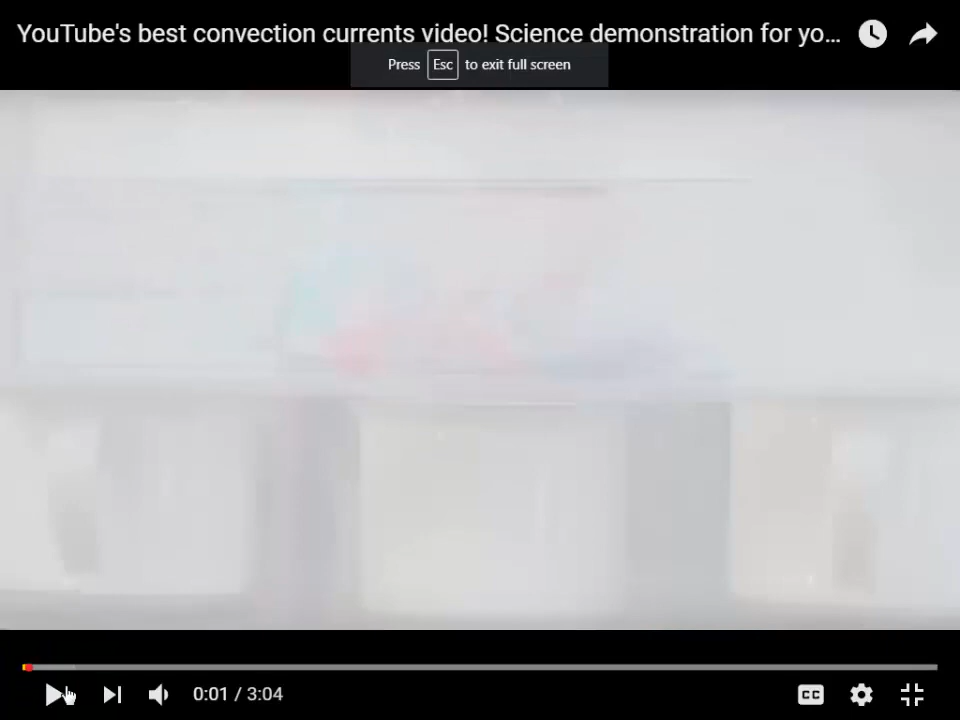 YouTube's best convection currents video! Science demonstration for yo...
Press Esc to exit full screen
0:01 / 3:04
CC